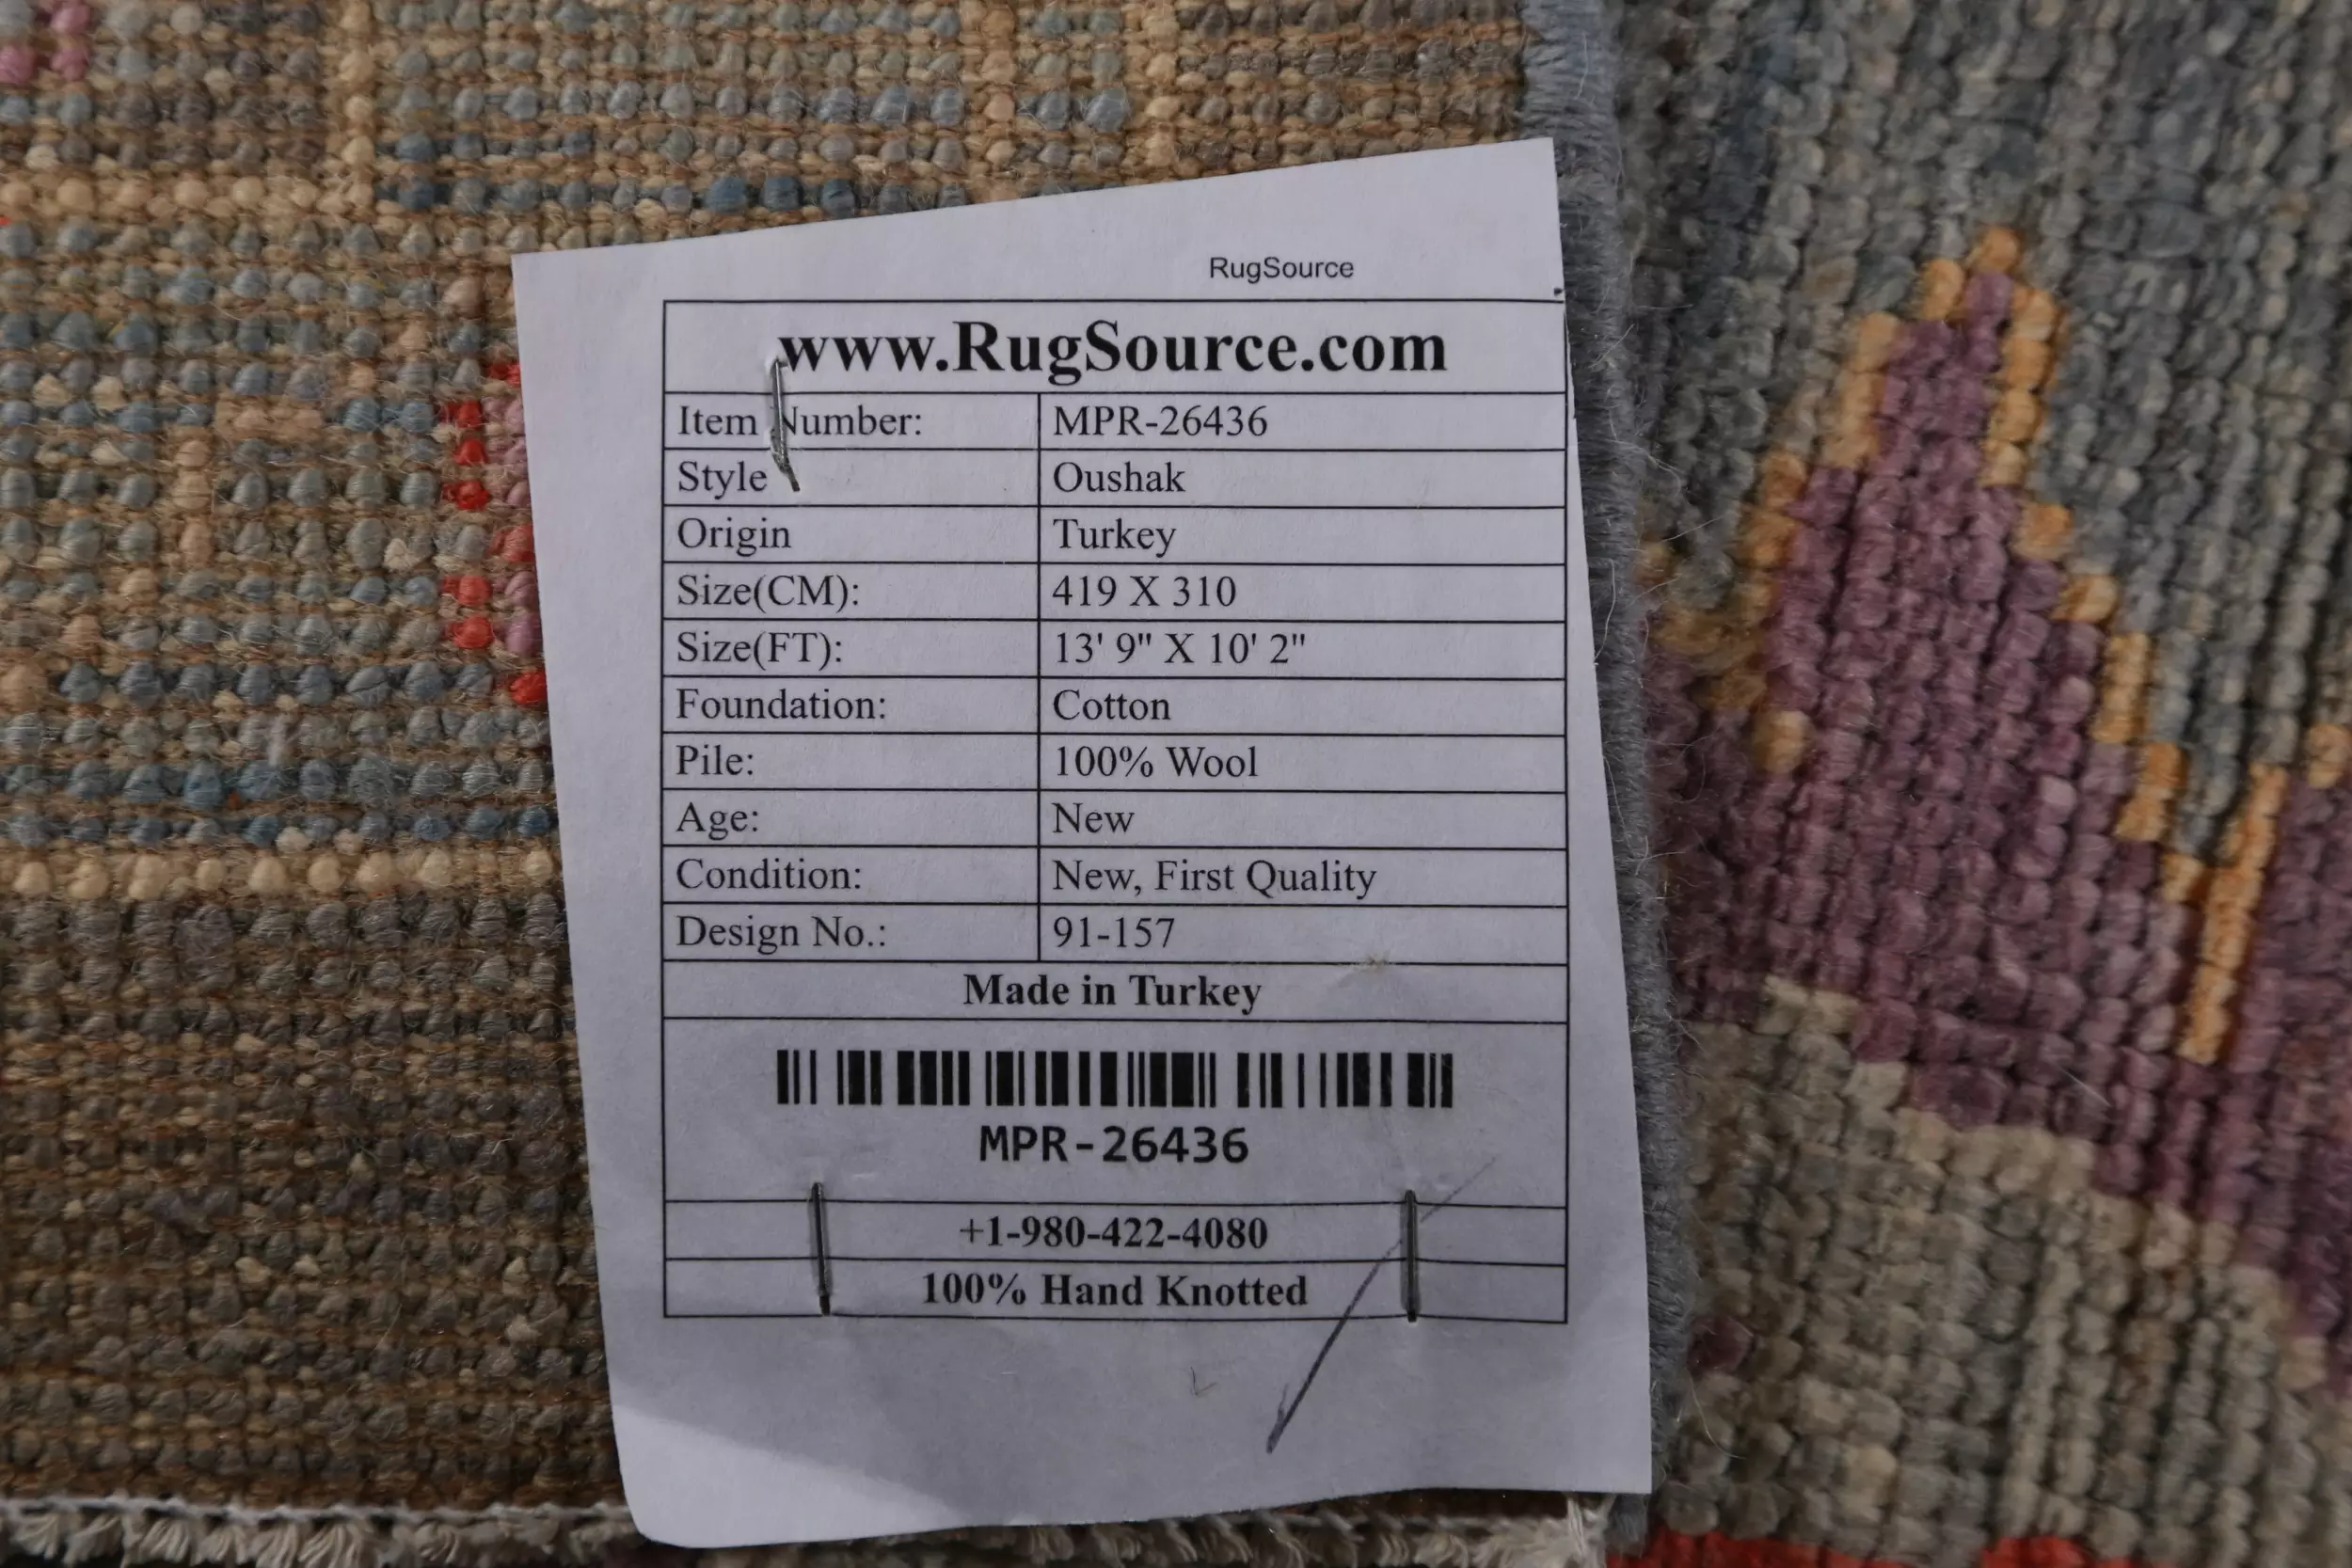 RugSource
www.RugSource.com
Item Number: MPR-26436
Style Oushak
Origin Turkey
Size(CM): 419 X 310
Size(FT): 13' 9" X 10' 2"
Foundation: Cotton
Pile: 100% Wool
Age: New
Condition: New, First Quality
Design No.: 91-157
Made in Turkey
MPR-26436
+1-980-422-4080
100% Hand Knotted